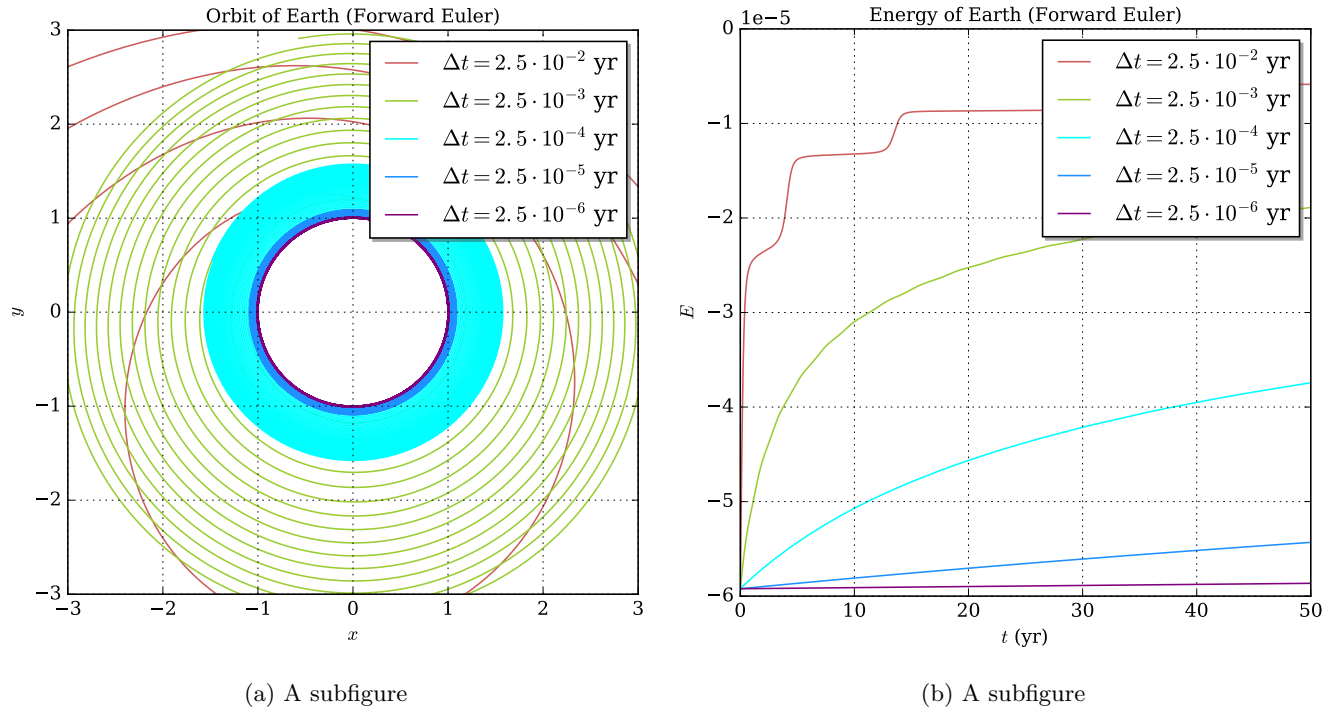 Orbit of Earth (Forward Euler)
3
2
1
0
−1
−2
−3
y
−3 −2 −1 0 1 2 3
x
Δt = 2.5 · 10⁻² yr
Δt = 2.5 · 10⁻³ yr
Δt = 2.5 · 10⁻⁴ yr
Δt = 2.5 · 10⁻⁵ yr
Δt = 2.5 · 10⁻⁶ yr
(a) A subfigure
1e−5
Energy of Earth (Forward Euler)
0
−1
−2
−3
−4
−5
−6
E
0 10 20 30 40 50
t (yr)
Δt = 2.5 · 10⁻² yr
Δt = 2.5 · 10⁻³ yr
Δt = 2.5 · 10⁻⁴ yr
Δt = 2.5 · 10⁻⁵ yr
Δt = 2.5 · 10⁻⁶ yr
(b) A subfigure